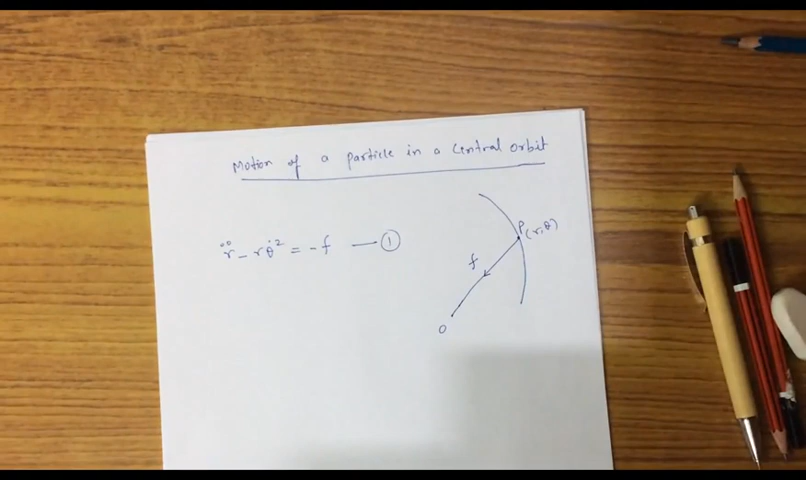 Motion of a particle in a central orbit
r̈ - rθ̇² = -f — ①
P(r,θ)
f
O